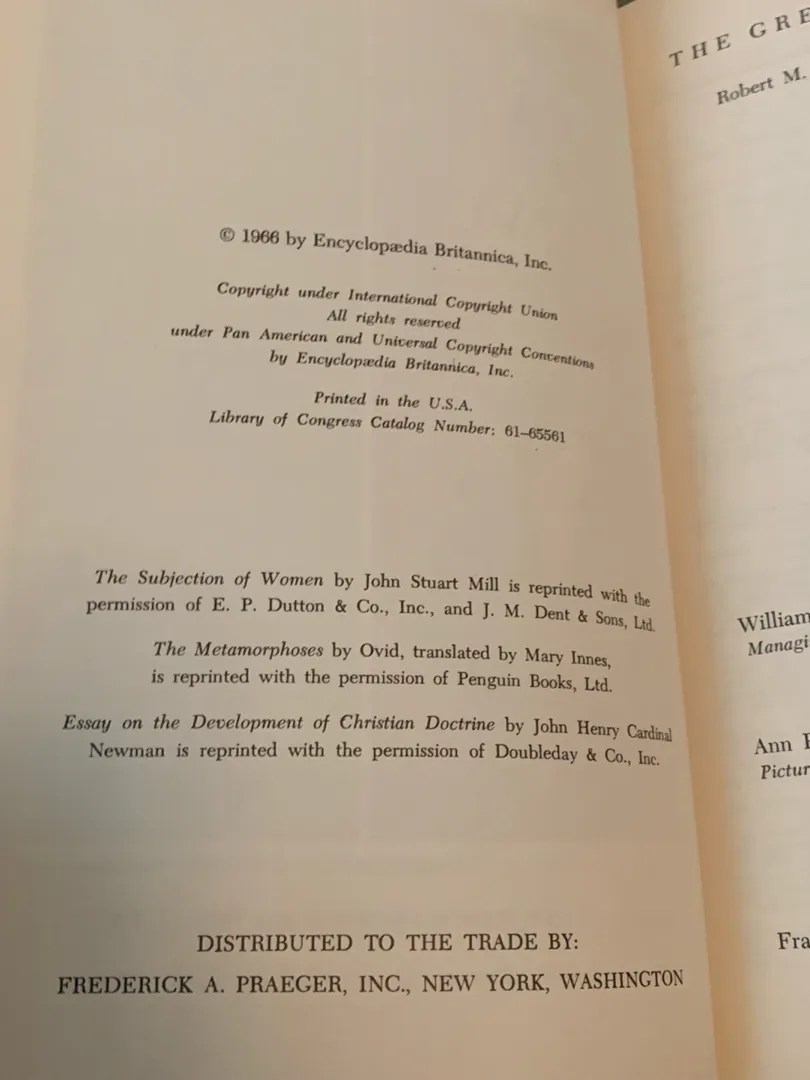 © 1966 by Encyclopædia Britannica, Inc.
Copyright under International Copyright Union
All rights reserved
under Pan American and Universal Copyright Conventions
by Encyclopædia Britannica, Inc.
Printed in the U.S.A.
Library of Congress Catalog Number: 61–65561
The Subjection of Women by John Stuart Mill is reprinted with the
permission of E. P. Dutton & Co., Inc., and J. M. Dent & Sons, Ltd.
The Metamorphoses by Ovid, translated by Mary Innes,
is reprinted with the permission of Penguin Books, Ltd.
Essay on the Development of Christian Doctrine by John Henry Cardinal
Newman is reprinted with the permission of Doubleday & Co., Inc.
DISTRIBUTED TO THE TRADE BY:
FREDERICK A. PRAEGER, INC., NEW YORK, WASHINGTON
THE GRE
Robert M.
William
Managi
Ann
Pictur
Fra